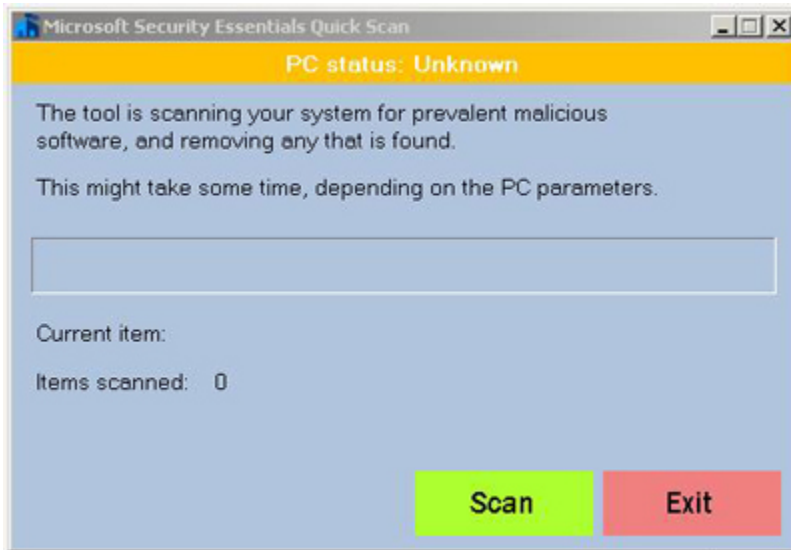 Microsoft Security Essentials Quick Scan
PC status: Unknown
The tool is scanning your system for prevalent malicious
software, and removing any that is found.
This might take some time, depending on the PC parameters.
Current item:
Items scanned: 0
Scan Exit